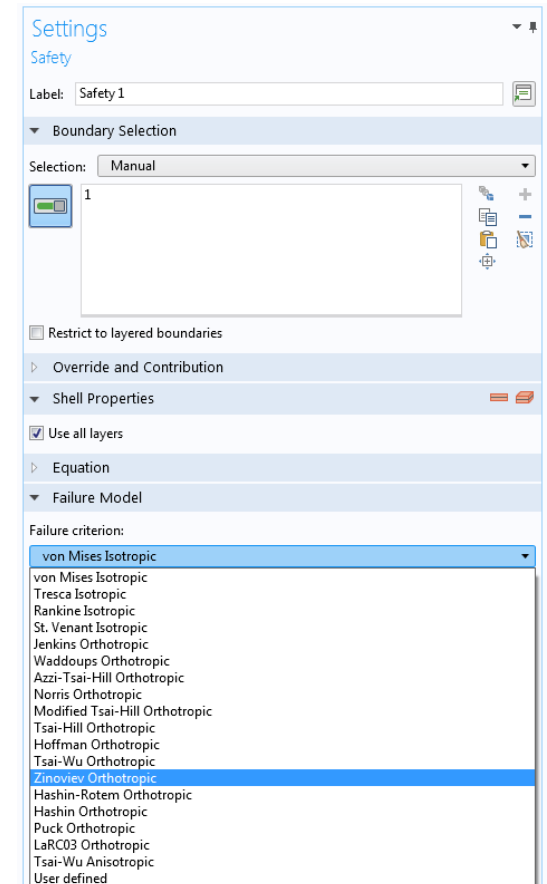 Settings
Safety
Label: Safety 1
Boundary Selection
Selection: Manual
1
Restrict to layered boundaries
Override and Contribution
Shell Properties
Use all layers
Equation
Failure Model
Failure criterion:
von Mises Isotropic
von Mises Isotropic
Tresca Isotropic
Rankine Isotropic
St. Venant Isotropic
Jenkins Orthotropic
Waddoups Orthotropic
Azzi-Tsai-Hill Orthotropic
Norris Orthotropic
Modified Tsai-Hill Orthotropic
Tsai-Hill Orthotropic
Hoffman Orthotropic
Tsai-Wu Orthotropic
Zinoviev Orthotropic
Hashin-Rotem Orthotropic
Hashin Orthotropic
Puck Orthotropic
LaRC03 Orthotropic
Tsai-Wu Anisotropic
User defined